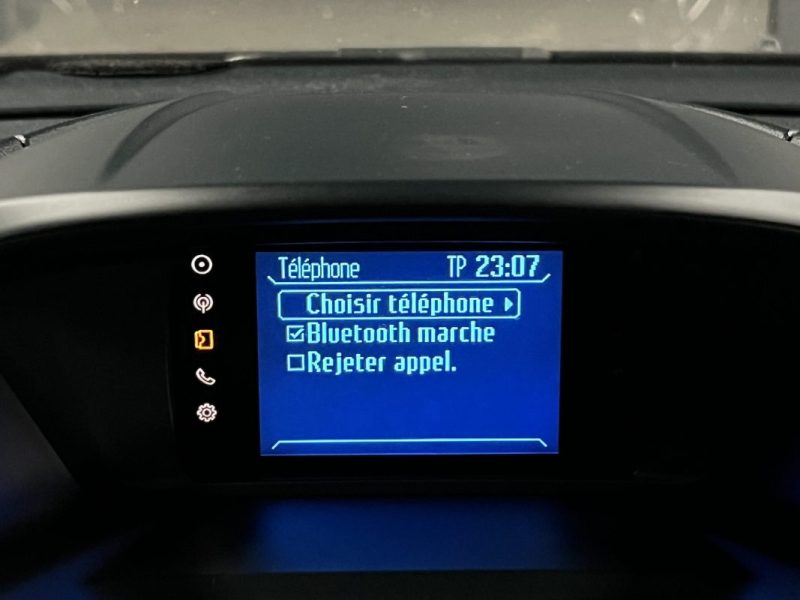 Téléphone TP 23:07
Choisir téléphone
Bluetooth marche
Rejeter appel.